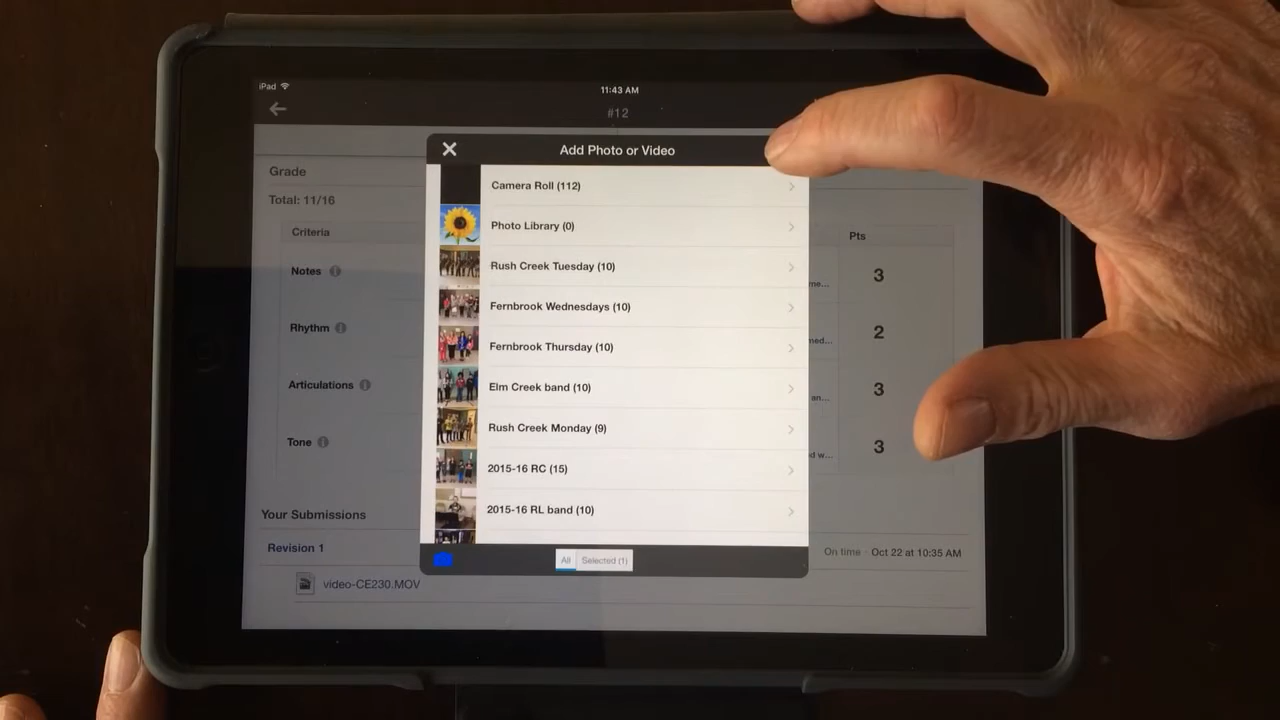 iPad
11:43 AM
#12
Add Photo or Video
Grade
Total: 11/16
Criteria
Pts
Notes
3
Rhythm
2
Articulations
3
Tone
3
Camera Roll (112)
Photo Library (0)
Rush Creek Tuesday (10)
Fernbrook Wednesdays (10)
Fernbrook Thursday (10)
Elm Creek band (10)
Rush Creek Monday (9)
2015-16 RC (15)
2015-16 RL band (10)
All
Selected (1)
Your Submissions
Revision 1
On time · Oct 22 at 10:35 AM
video-CE230.MOV